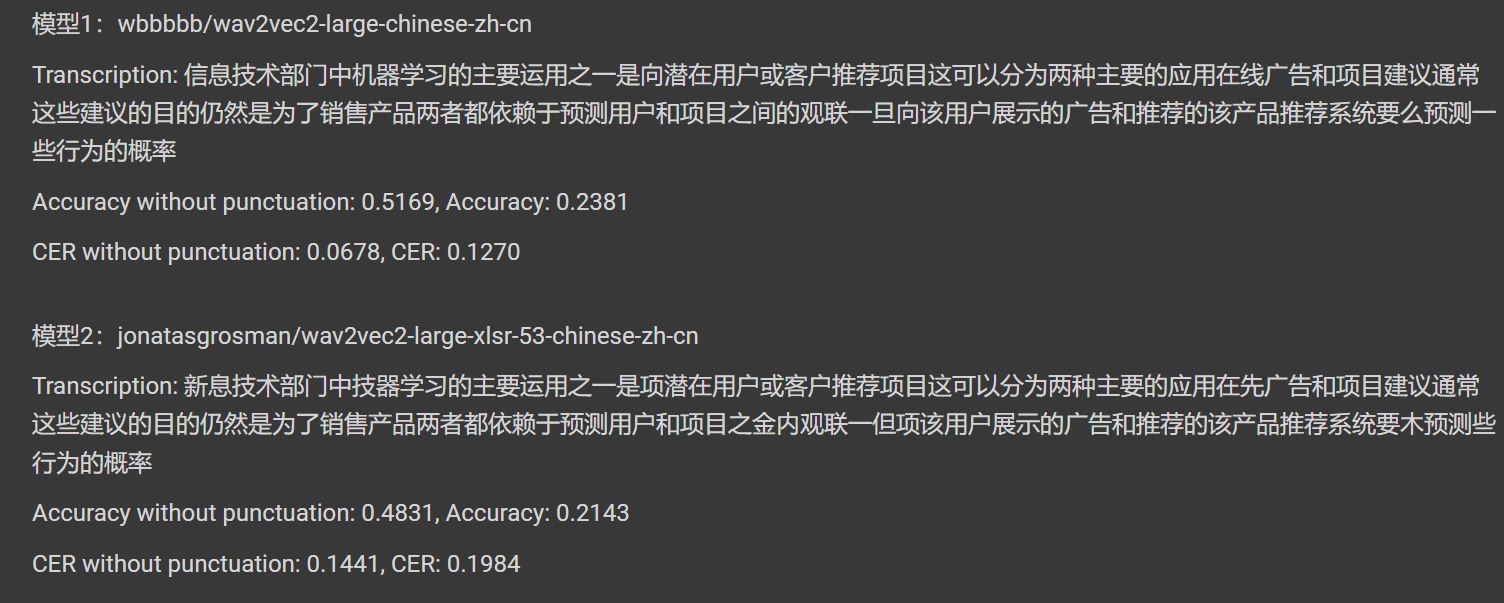 模型1：wbbbbb/wav2vec2-large-chinese-zh-cn
Transcription: 信息技术部门中机器学习的主要运用之一是向潜在用户或客户推荐项目这可以分为两种主要的应用在线广告和项目建议通常
这些建议的目的仍然是为了销售产品两者都依赖于预测用户和项目之间的观联一旦向该用户展示的广告和推荐的该产品推荐系统要么预测一
些行为的概率
Accuracy without punctuation: 0.5169, Accuracy: 0.2381
CER without punctuation: 0.0678, CER: 0.1270
模型2：jonatasgrosman/wav2vec2-large-xlsr-53-chinese-zh-cn
Transcription: 新息技术部门中技器学习的主要运用之一是项潜在用户或客户推荐项目这可以分为两种主要的应用在先广告和项目建议通常
这些建议的目的仍然是为了销售产品两者都依赖于预测用户和项目之金内观联一但项该用户展示的广告和推荐的该产品推荐系统要木预测些
行为的概率
Accuracy without punctuation: 0.4831, Accuracy: 0.2143
CER without punctuation: 0.1441, CER: 0.1984